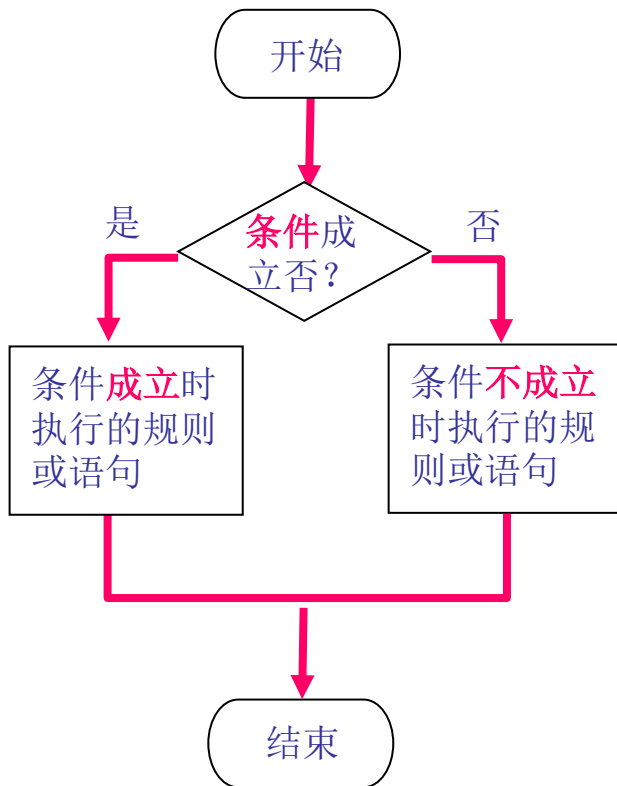 开始
是
否
条件成
立否？
条件成立时
执行的规则
或语句
条件不成立
时执行的规
则或语句
结束